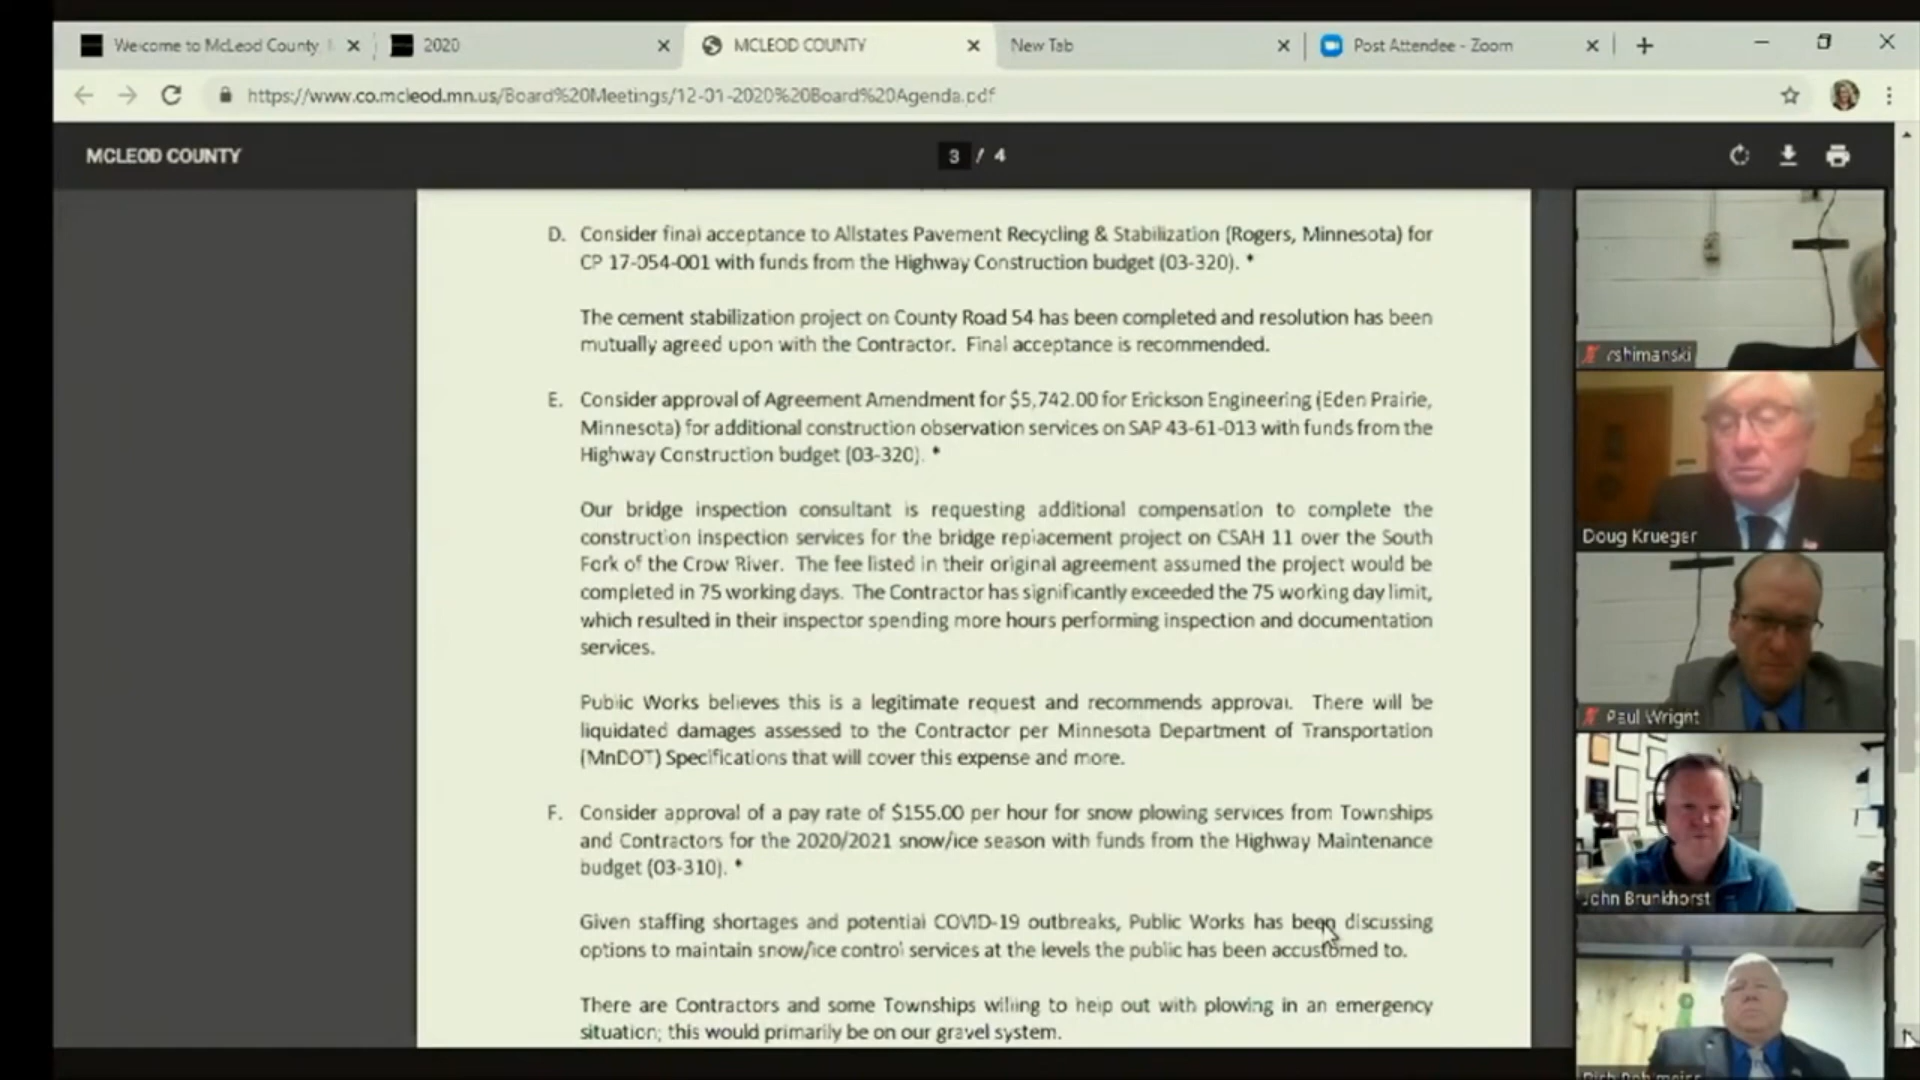 Welcome to McLeod County
2020
MCLEOD COUNTY
New Tab
Post Attendee - Zoom
https://www.co.mcleod.mn.us/Board%20Meetings/12-01-2020%20Board%20Agenda.pdf
MCLEOD COUNTY
3 / 4
D. Consider final acceptance to Allstates Pavement Recycling & Stabilization (Rogers, Minnesota) for
CP 17-054-001 with funds from the Highway Construction budget (03-320). *
The cement stabilization project on County Road 54 has been completed and resolution has been
mutually agreed upon with the Contractor. Final acceptance is recommended.
E. Consider approval of Agreement Amendment for $5,742.00 for Erickson Engineering (Eden Prairie,
Minnesota) for additional construction observation services on SAP 43-61-013 with funds from the
Highway Construction budget (03-320). *
Our bridge inspection consultant is requesting additional compensation to complete the
construction inspection services for the bridge replacement project on CSAH 11 over the South
Fork of the Crow River. The fee listed in their original agreement assumed the project would be
completed in 75 working days. The Contractor has significantly exceeded the 75 working day limit,
which resulted in their inspector spending more hours performing inspection and documentation
services.
Public Works believes this is a legitimate request and recommends approval. There will be
liquidated damages assessed to the Contractor per Minnesota Department of Transportation
(MnDOT) Specifications that will cover this expense and more.
F. Consider approval of a pay rate of $155.00 per hour for snow plowing services from Townships
and Contractors for the 2020/2021 snow/ice season with funds from the Highway Maintenance
budget (03-310). *
Given staffing shortages and potential COVID-19 outbreaks, Public Works has been discussing
options to maintain snow/ice control services at the levels the public has been accustomed to.
There are Contractors and some Townships willing to help out with plowing in an emergency
situation; this would primarily be on our gravel system.
rshimanski
Doug Krueger
Paul Wright
John Brunkhorst